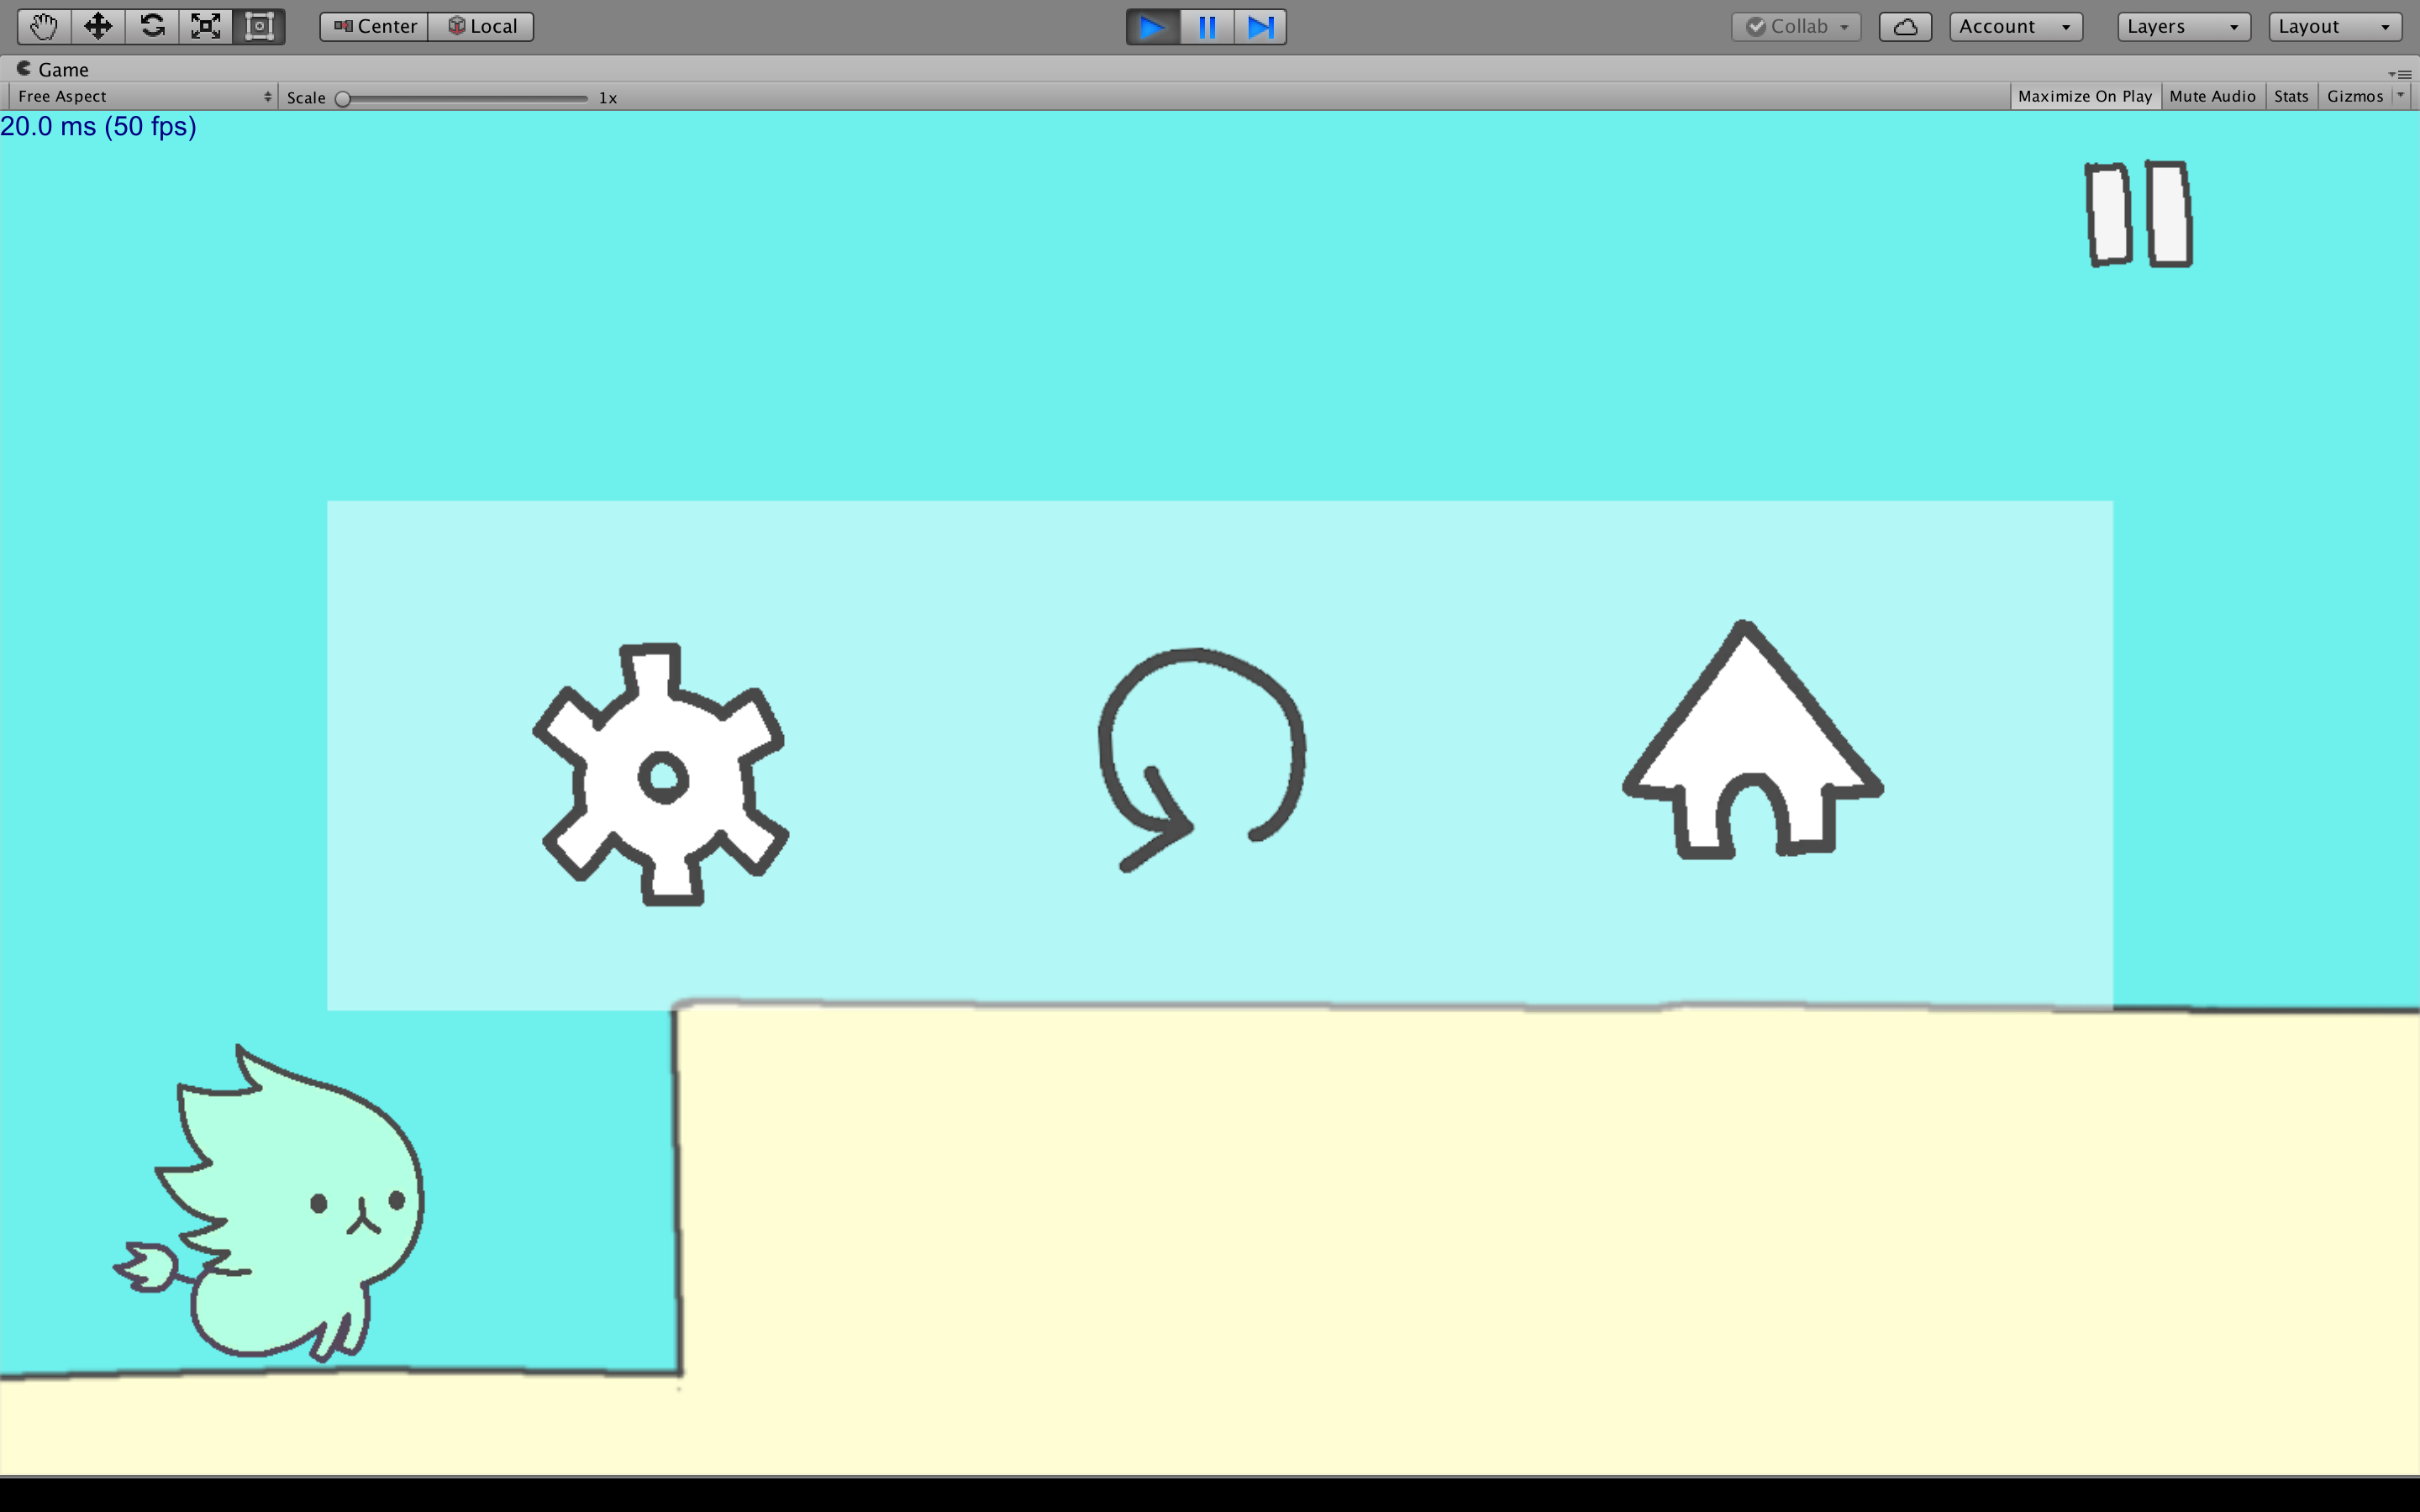 Center Local Collab Account Layers Layout
Game
Free Aspect Scale 1x Maximize On Play Mute Audio Stats Gizmos
20.0 ms (50 fps)